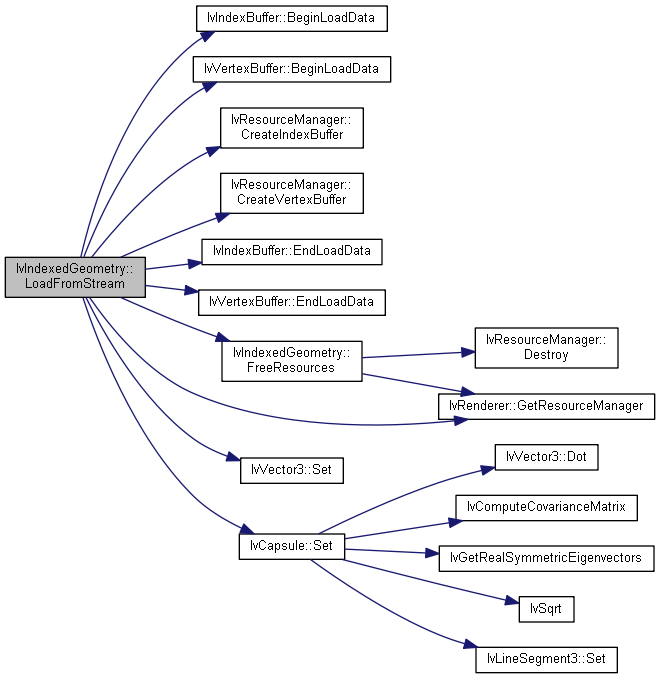 IvIndexBuffer::BeginLoadData
IvVertexBuffer::BeginLoadData
IvResourceManager::
CreateIndexBuffer
IvResourceManager::
CreateVertexBuffer
IvIndexedGeometry::
LoadFromStream
IvIndexBuffer::EndLoadData
IvVertexBuffer::EndLoadData
IvIndexedGeometry::
FreeResources
IvResourceManager::
Destroy
IvRenderer::GetResourceManager
IvVector3::Set
IvCapsule::Set
IvVector3::Dot
IvComputeCovarianceMatrix
IvGetRealSymmetricEigenvectors
IvSqrt
IvLineSegment3::Set